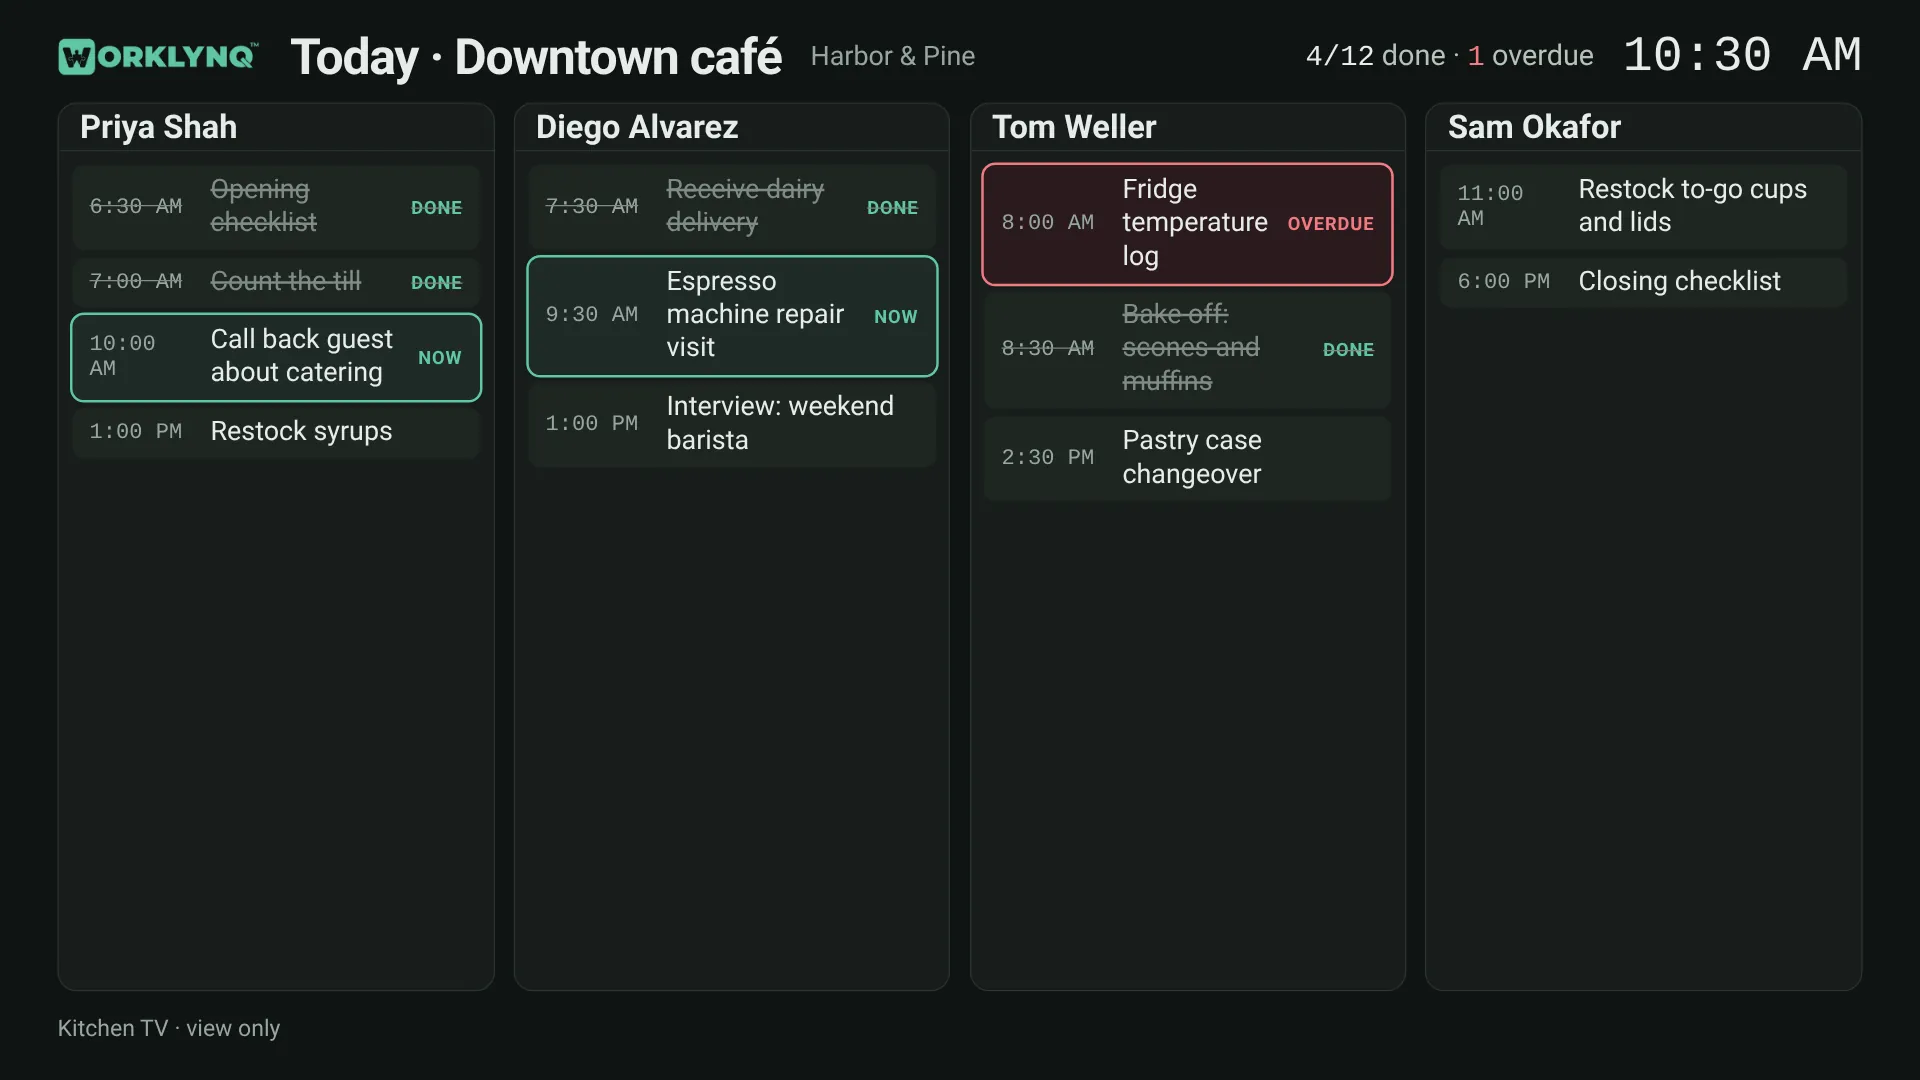 WORKLYNQ™
Today · Downtown café
Harbor & Pine
4/12 done · 1 overdue
10:30 AM
Priya Shah
6:30 AM
Opening
checklist
DONE
7:00 AM
Count the till
DONE
10:00
AM
Call back guest
about catering
NOW
1:00 PM
Restock syrups
Diego Alvarez
7:30 AM
Receive dairy
delivery
DONE
9:30 AM
Espresso
machine repair
visit
NOW
1:00 PM
Interview: weekend
barista
Tom Weller
8:00 AM
Fridge
temperature
log
OVERDUE
8:30 AM
Bake off:
scones and
muffins
DONE
2:30 PM
Pastry case
changeover
Sam Okafor
11:00
AM
Restock to-go cups
and lids
6:00 PM
Closing checklist
Kitchen TV · view only